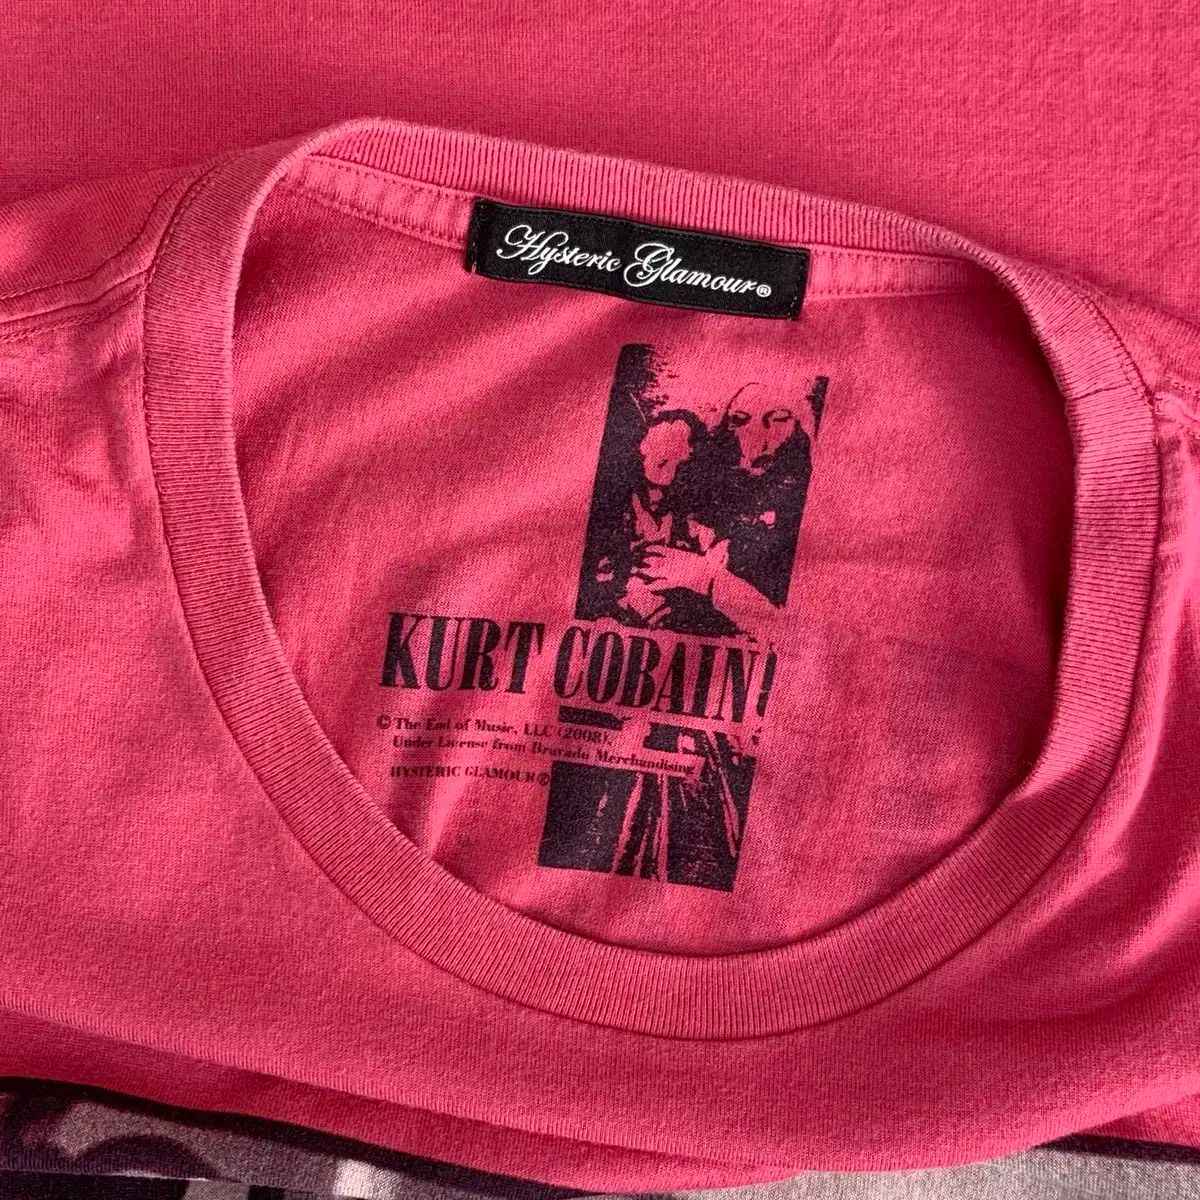 Hysteric Glamour®
KURT COBAIN!
© The End of Music, LLC (2008).
Under License from Bravado Merchandising
HYSTERIC GLAMOUR®